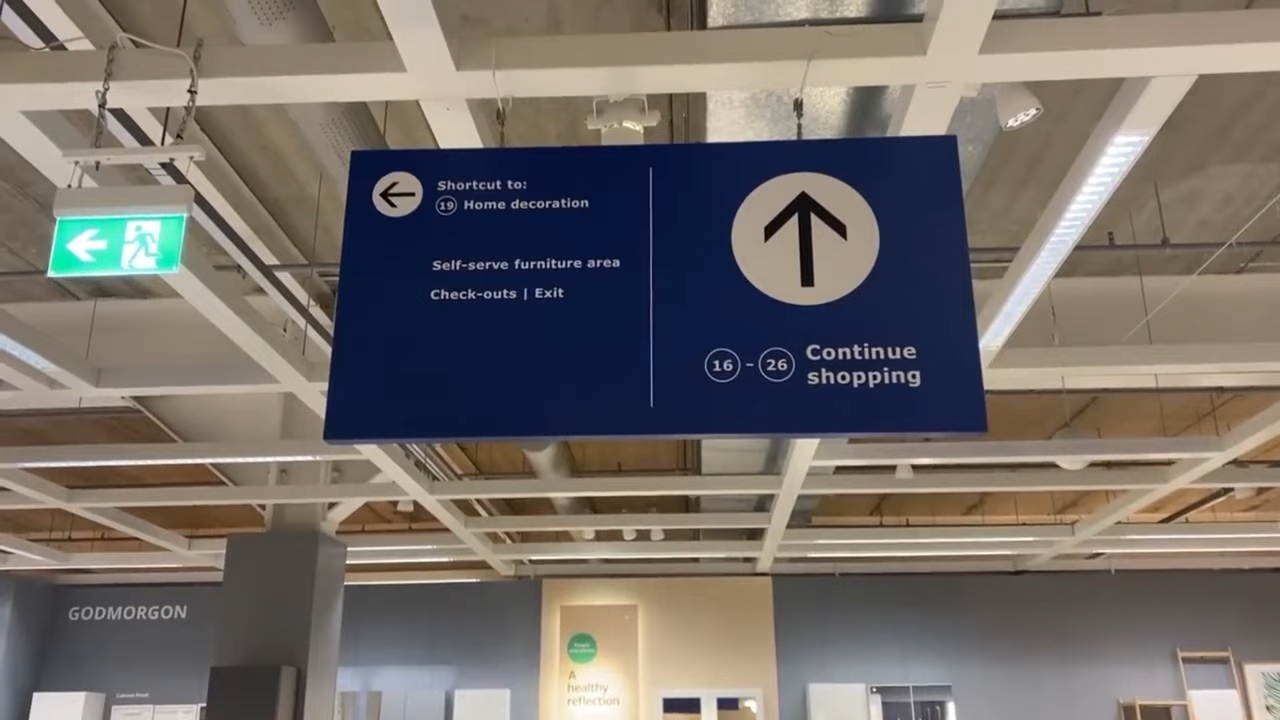 Shortcut to:
19 Home decoration
Self-serve furniture area
Check-outs | Exit
16 - 26 Continue
shopping
GODMORGON
A
healthy
reflection